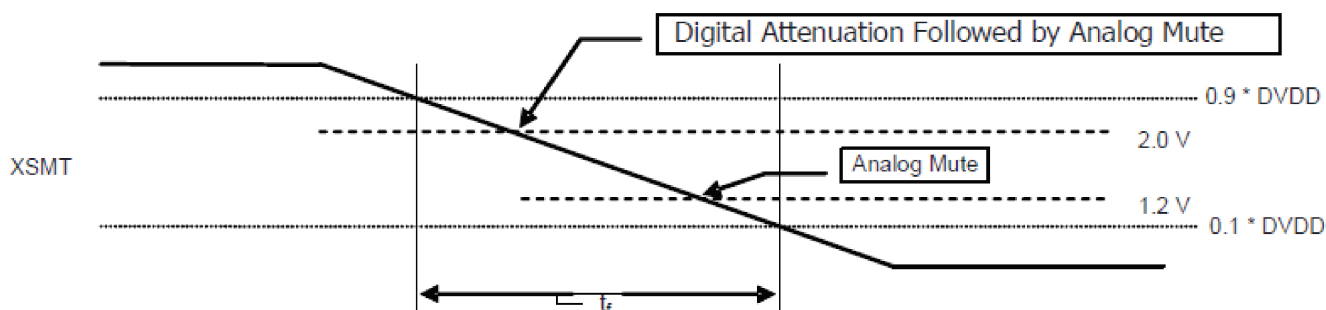 Digital Attenuation Followed by Analog Mute
0.9 * DVDD
2.0 V
XSMT
Analog Mute
1.2 V
0.1 * DVDD
tf